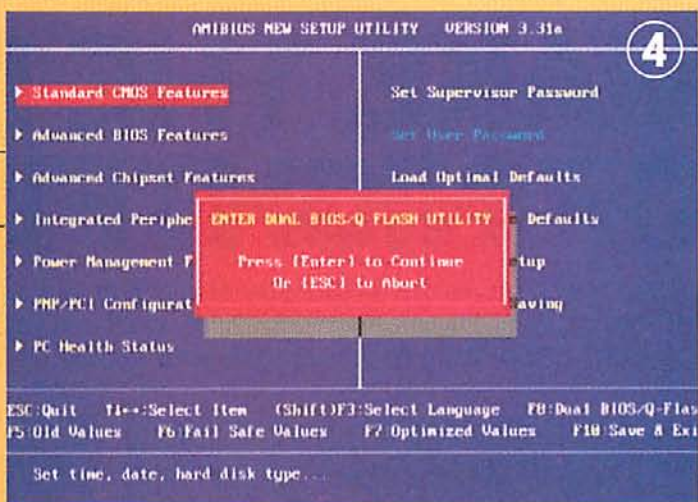 AMIBIUS NEW SETUP UTILITY VERSION 3.31a
4
Standard CMOS Features
Set Supervisor Password
Advanced BIOS Features
Set User Password
Advanced Chipset Features
Load Optimal Defaults
Integrated Periphe
Defaults
Power Management F
tup
PNP/PCI Configurat
aving
PC Health Status
ENTER DUAL BIOS/Q-FLASH UTILITY
Press [Enter] to Continue
Or [ESC] to Abort
ESC:Quit ↑↓←→:Select Item (Shift)F3:Select Language F8:Dual BIOS/Q-Flas
F5:Old Values F6:Fail Safe Values F7:Optimized Values F10:Save & Exi
Set time, date, hard disk type...